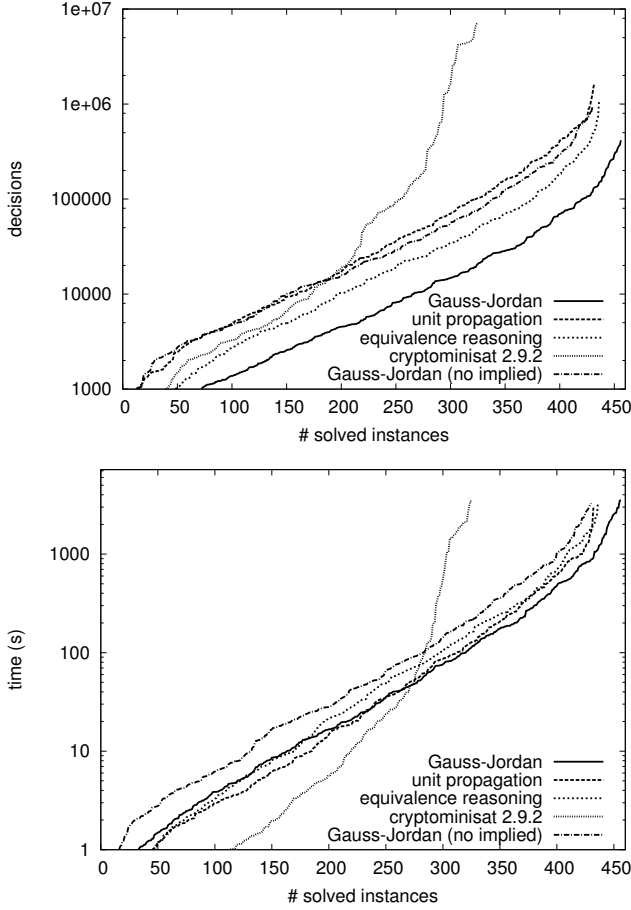 1e+07
1e+06
100000
10000
1000
decisions
Gauss-Jordan
unit propagation
equivalence reasoning
cryptominisat 2.9.2
Gauss-Jordan (no implied)
0 50 100 150 200 250 300 350 400 450
# solved instances
1000
100
10
1
time (s)
Gauss-Jordan
unit propagation
equivalence reasoning
cryptominisat 2.9.2
Gauss-Jordan (no implied)
0 50 100 150 200 250 300 350 400 450
# solved instances